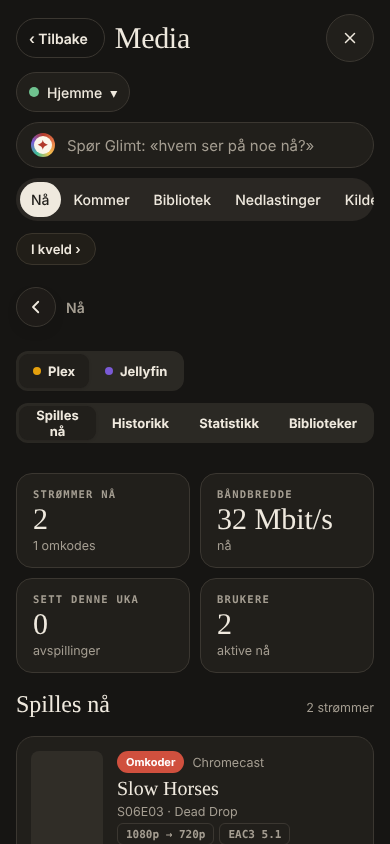 ‹ Tilbake
Media
×
Hjemme ▾
Spør Glimt: «hvem ser på noe nå?»
Nå Kommer Bibliotek Nedlastinger Kilde
I kveld ›
Nå
Plex Jellyfin
Spilles nå Historikk Statistikk Biblioteker
STRØMMER NÅ
2
1 omkodes
BÅNDBREDDE
32 Mbit/s
nå
SETT DENNE UKA
0
avspillinger
BRUKERE
2
aktive nå
Spilles nå
2 strømmer
Omkoder Chromecast
Slow Horses
S06E03 · Dead Drop
1080p → 720p EAC3 5.1